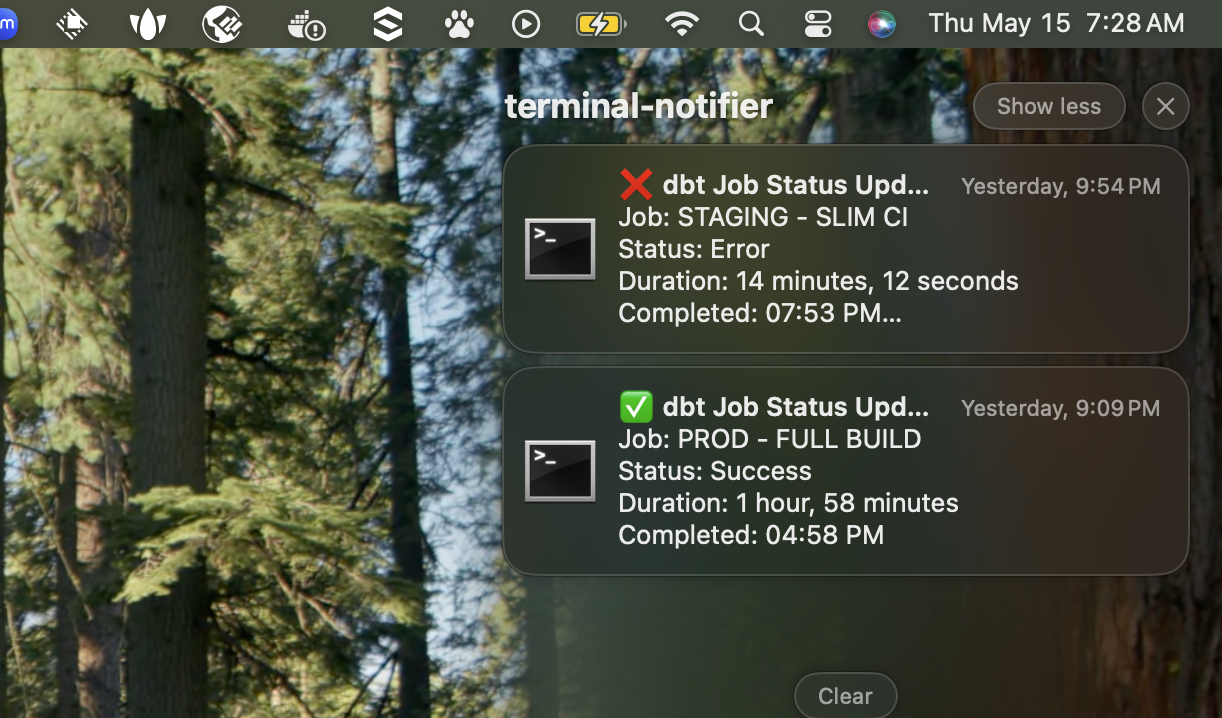 m
Thu May 15 7:28 AM
terminal-notifier
Show less
❌ dbt Job Status Upd...
Yesterday, 9:54 PM
Job: STAGING - SLIM CI
Status: Error
Duration: 14 minutes, 12 seconds
Completed: 07:53 PM...
>_
✅ dbt Job Status Upd...
Yesterday, 9:09 PM
Job: PROD - FULL BUILD
Status: Success
Duration: 1 hour, 58 minutes
Completed: 04:58 PM
>_
Clear